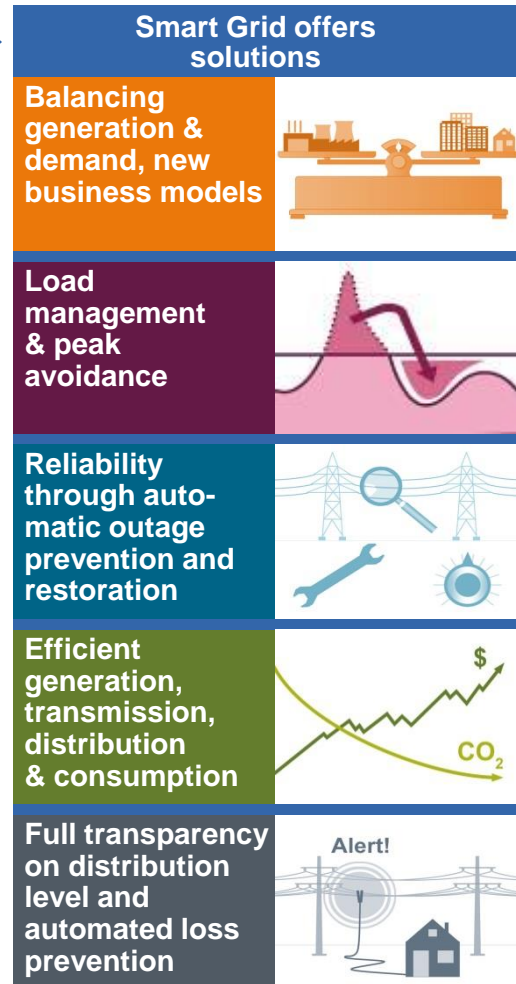 Smart Grid offers
solutions
Balancing
generation &
demand, new
business models
Load
management
& peak
avoidance
Reliability
through auto-
matic outage
prevention and
restoration
Efficient
generation,
transmission,
distribution
& consumption
$
CO₂
Full transparency
on distribution
level and
automated loss
prevention
Alert!